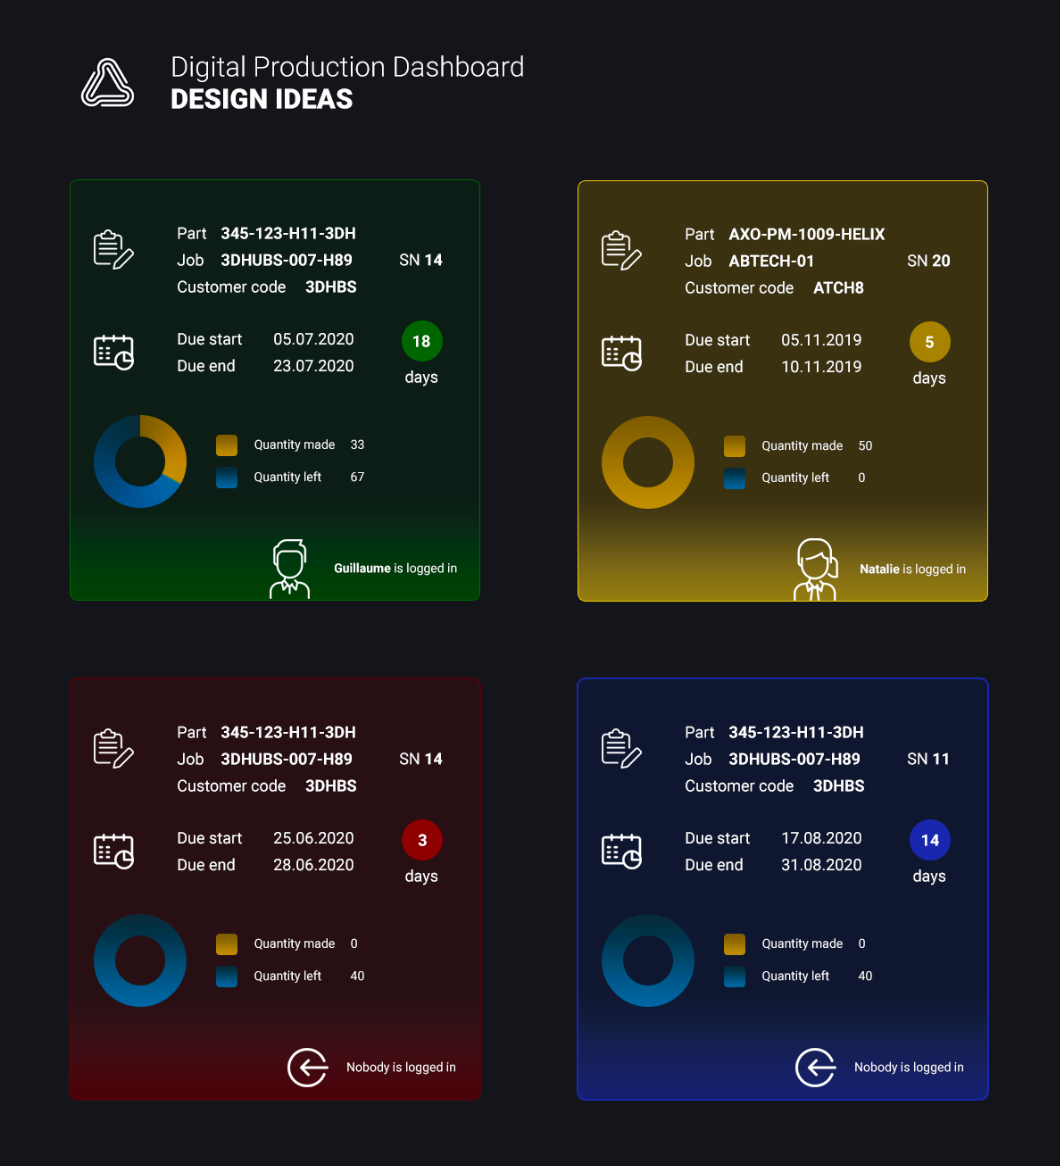 Digital Production Dashboard
DESIGN IDEAS
Part 345-123-H11-3DH
Job 3DHUBS-007-H89 SN 14
Customer code 3DHBS
Due start 05.07.2020 18
Due end 23.07.2020 days
Quantity made 33
Quantity left 67
Guillaume is logged in
Part AXO-PM-1009-HELIX
Job ABTECH-01 SN 20
Customer code ATCH8
Due start 05.11.2019 5
Due end 10.11.2019 days
Quantity made 50
Quantity left 0
Natalie is logged in
Part 345-123-H11-3DH
Job 3DHUBS-007-H89 SN 14
Customer code 3DHBS
Due start 25.06.2020 3
Due end 28.06.2020 days
Quantity made 0
Quantity left 40
Nobody is logged in
Part 345-123-H11-3DH
Job 3DHUBS-007-H89 SN 11
Customer code 3DHBS
Due start 17.08.2020 14
Due end 31.08.2020 days
Quantity made 0
Quantity left 40
Nobody is logged in